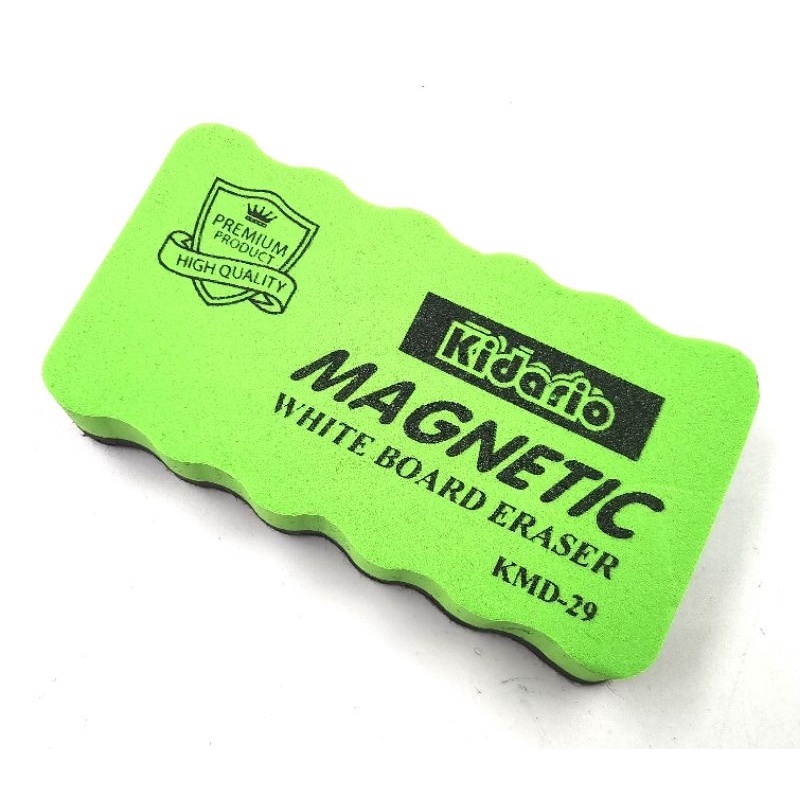 PREMIUM
PRODUCT
HIGH QUALITY
Kidario
MAGNETIC
WHITE BOARD ERASER
KMD-29